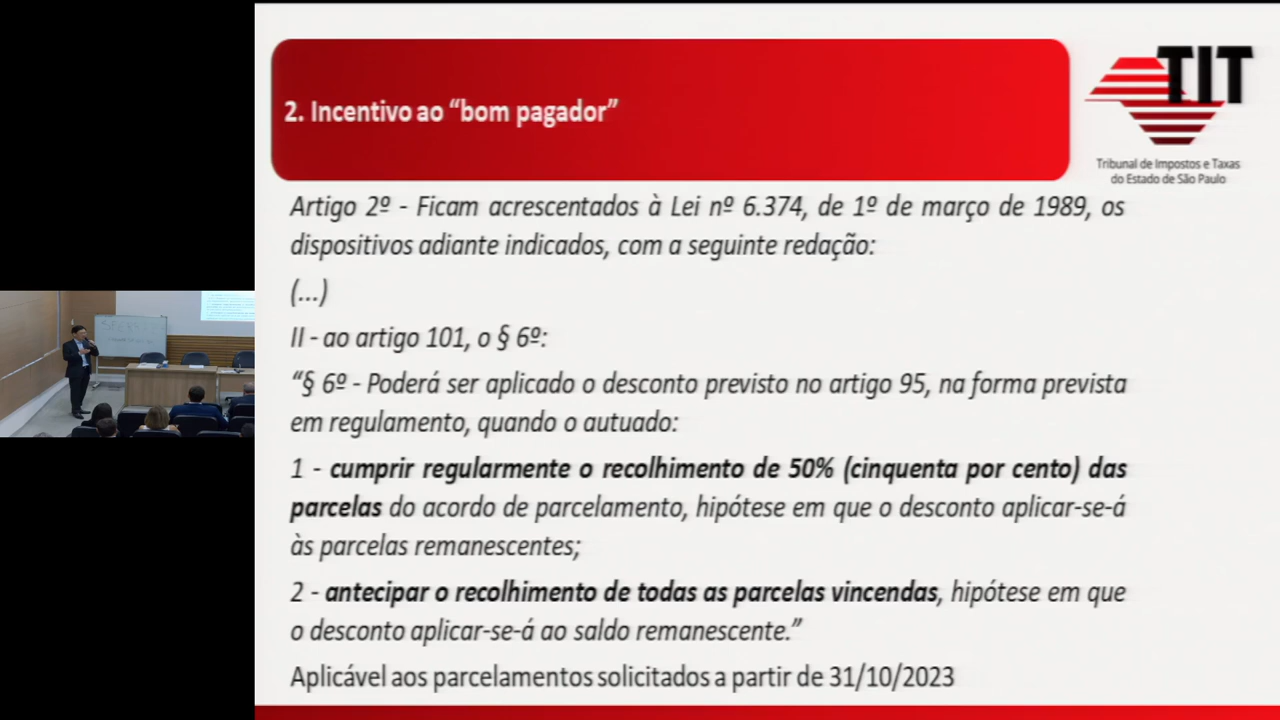 2. Incentivo ao “bom pagador”
TIT
Tribunal de Impostos e Taxas
do Estado de São Paulo
Artigo 2º - Ficam acrescentados à Lei nº 6.374, de 1º de março de 1989, os
dispositivos adiante indicados, com a seguinte redação:
(...)
II - ao artigo 101, o § 6º:
“§ 6º - Poderá ser aplicado o desconto previsto no artigo 95, na forma prevista
em regulamento, quando o autuado:
1 - cumprir regularmente o recolhimento de 50% (cinquenta por cento) das
parcelas do acordo de parcelamento, hipótese em que o desconto aplicar-se-á
às parcelas remanescentes;
2 - antecipar o recolhimento de todas as parcelas vincendas, hipótese em que
o desconto aplicar-se-á ao saldo remanescente.”
Aplicável aos parcelamentos solicitados a partir de 31/10/2023